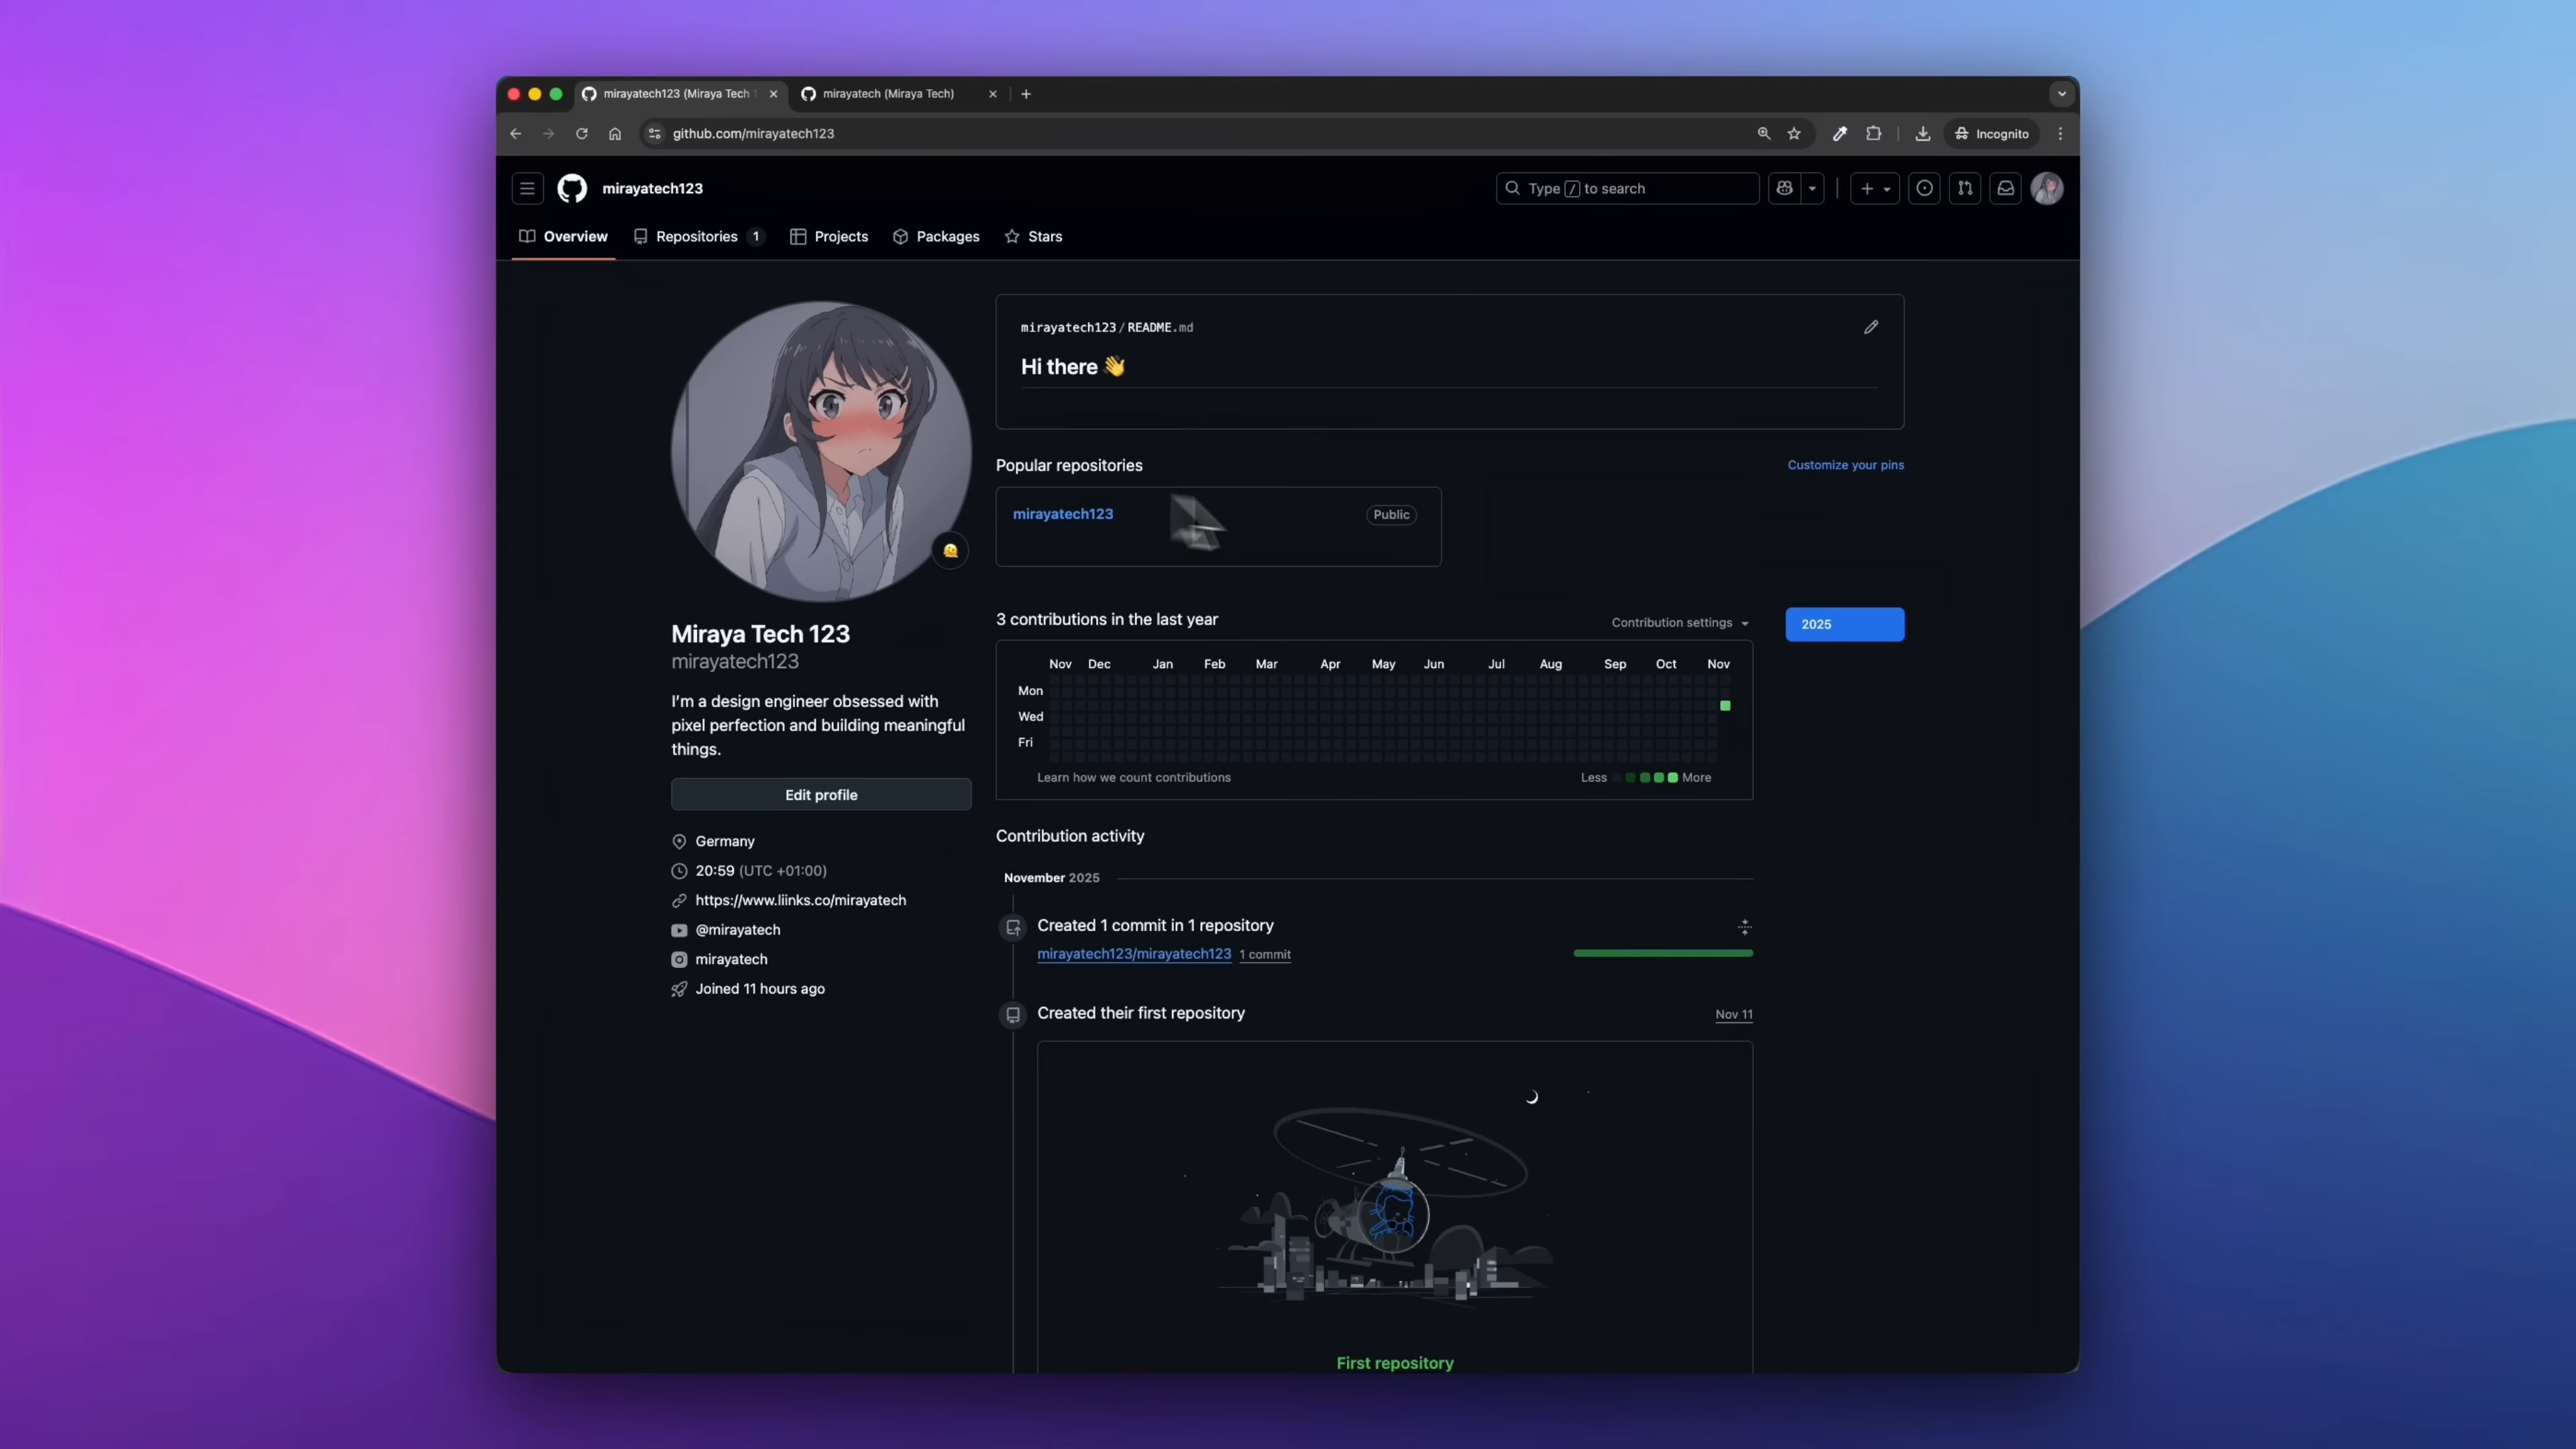 mirayatech123 (Miraya Tech 1
mirayatech (Miraya Tech)
github.com/mirayatech123
Incognito
mirayatech123
Type / to search
Overview
Repositories 1
Projects
Packages
Stars
mirayatech123/README.md
Hi there 👋
Popular repositories
Customize your pins
mirayatech123
Public
Miraya Tech 123
mirayatech123
I'm a design engineer obsessed with
pixel perfection and building meaningful
things.
Edit profile
Germany
20:59 (UTC +01:00)
https://www.liinks.co/mirayatech
@mirayatech
mirayatech
Joined 11 hours ago
3 contributions in the last year
Contribution settings
2025
Nov Dec Jan Feb Mar Apr May Jun Jul Aug Sep Oct Nov
Mon
Wed
Fri
Learn how we count contributions
Less More
Contribution activity
November 2025
Created 1 commit in 1 repository
mirayatech123/mirayatech123 1 commit
Created their first repository
Nov 11
First repository